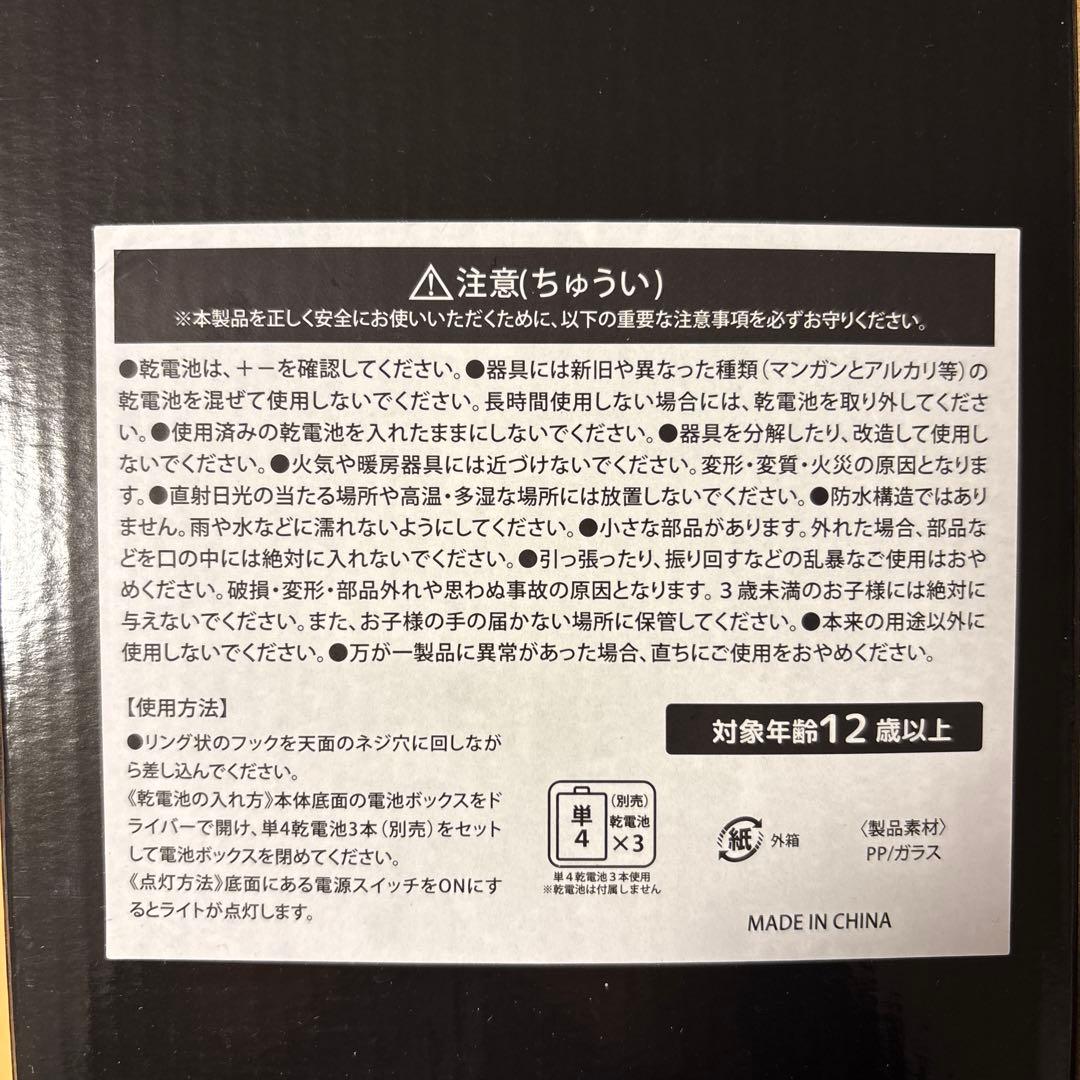 ⚠注意(ちゅうい)
※本製品を正しく安全にお使いいただくために、以下の重要な注意事項を必ずお守りください。
●乾電池は、＋－を確認してください。●器具には新旧や異なった種類(マンガンとアルカリ等)の
乾電池を混ぜて使用しないでください。長時間使用しない場合には、乾電池を取り外してくださ
い。●使用済みの乾電池を入れたままにしないでください。●器具を分解したり、改造して使用し
ないでください。●火気や暖房器具には近づけないでください。変形・変質・火災の原因となりま
す。●直射日光の当たる場所や高温・多湿な場所には放置しないでください。●防水構造ではあり
ません。雨や水などに濡れないようにしてください。●小さな部品があります。外れた場合、部品な
どを口の中には絶対に入れないでください。●引っ張ったり、振り回すなどの乱暴なご使用はおや
めください。破損・変形・部品外れや思わぬ事故の原因となります。３歳未満のお子様には絶対に
与えないでください。また、お子様の手の届かない場所に保管してください。●本来の用途以外に
使用しないでください。●万が一製品に異常があった場合、直ちにご使用をおやめください。
【使用方法】
●リング状のフックを天面のネジ穴に回しなが
ら差し込んでください。
《乾電池の入れ方》本体底面の電池ボックスをド
ライバーで開け、単4乾電池3本(別売)をセット
して電池ボックスを閉めてください。
《点灯方法》底面にある電源スイッチをONにす
るとライトが点灯します。
対象年齢12歳以上
単
4
(別売)
乾電池
×3
単４乾電池３本使用
※乾電池は付属しません
紙 外箱
〈製品素材〉
PP/ガラス
MADE IN CHINA